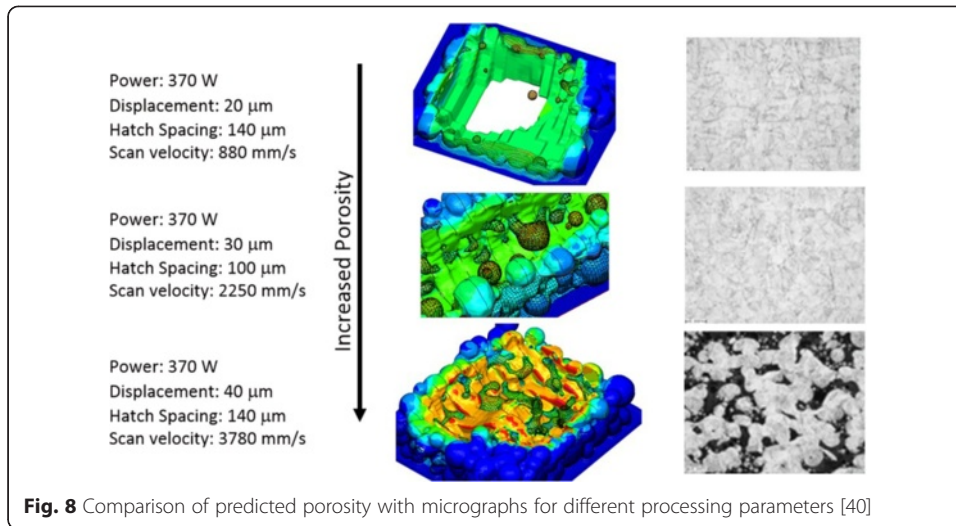 Power: 370 W
Displacement: 20 μm
Hatch Spacing: 140 μm
Scan velocity: 880 mm/s
Power: 370 W
Displacement: 30 μm
Hatch Spacing: 100 μm
Scan velocity: 2250 mm/s
Power: 370 W
Displacement: 40 μm
Hatch Spacing: 140 μm
Scan velocity: 3780 mm/s
Increased Porosity
Fig. 8 Comparison of predicted porosity with micrographs for different processing parameters [40]